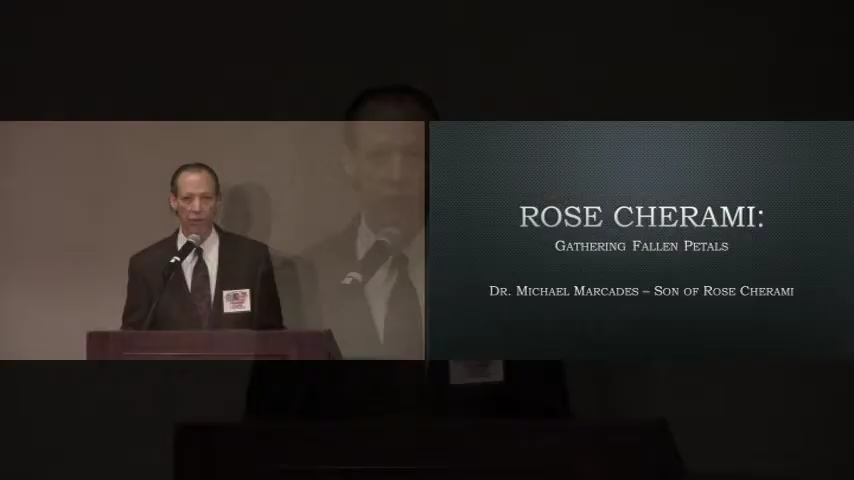 ROSE CHERAMI:
GATHERING FALLEN PETALS
DR. MICHAEL MARCADES – SON OF ROSE CHERAMI